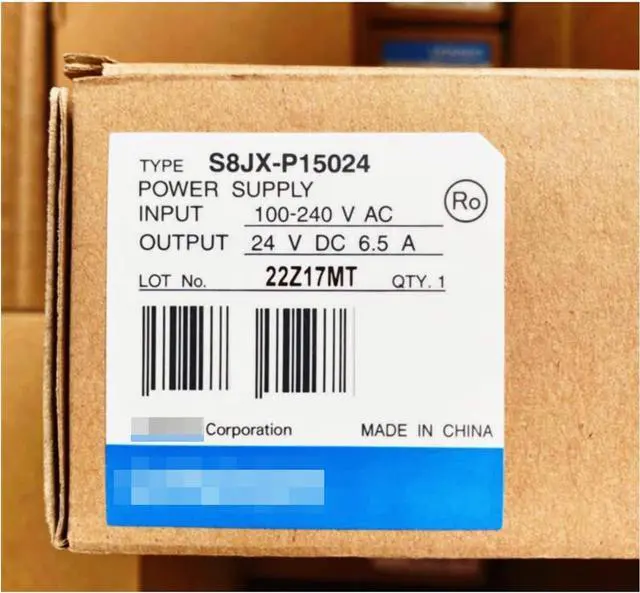 TYPE S8JX-P15024
POWER SUPPLY
INPUT 100-240 V AC
Ro
OUTPUT 24 V DC 6.5 A
LOT No. 22Z17MT QTY. 1
Corporation MADE IN CHINA